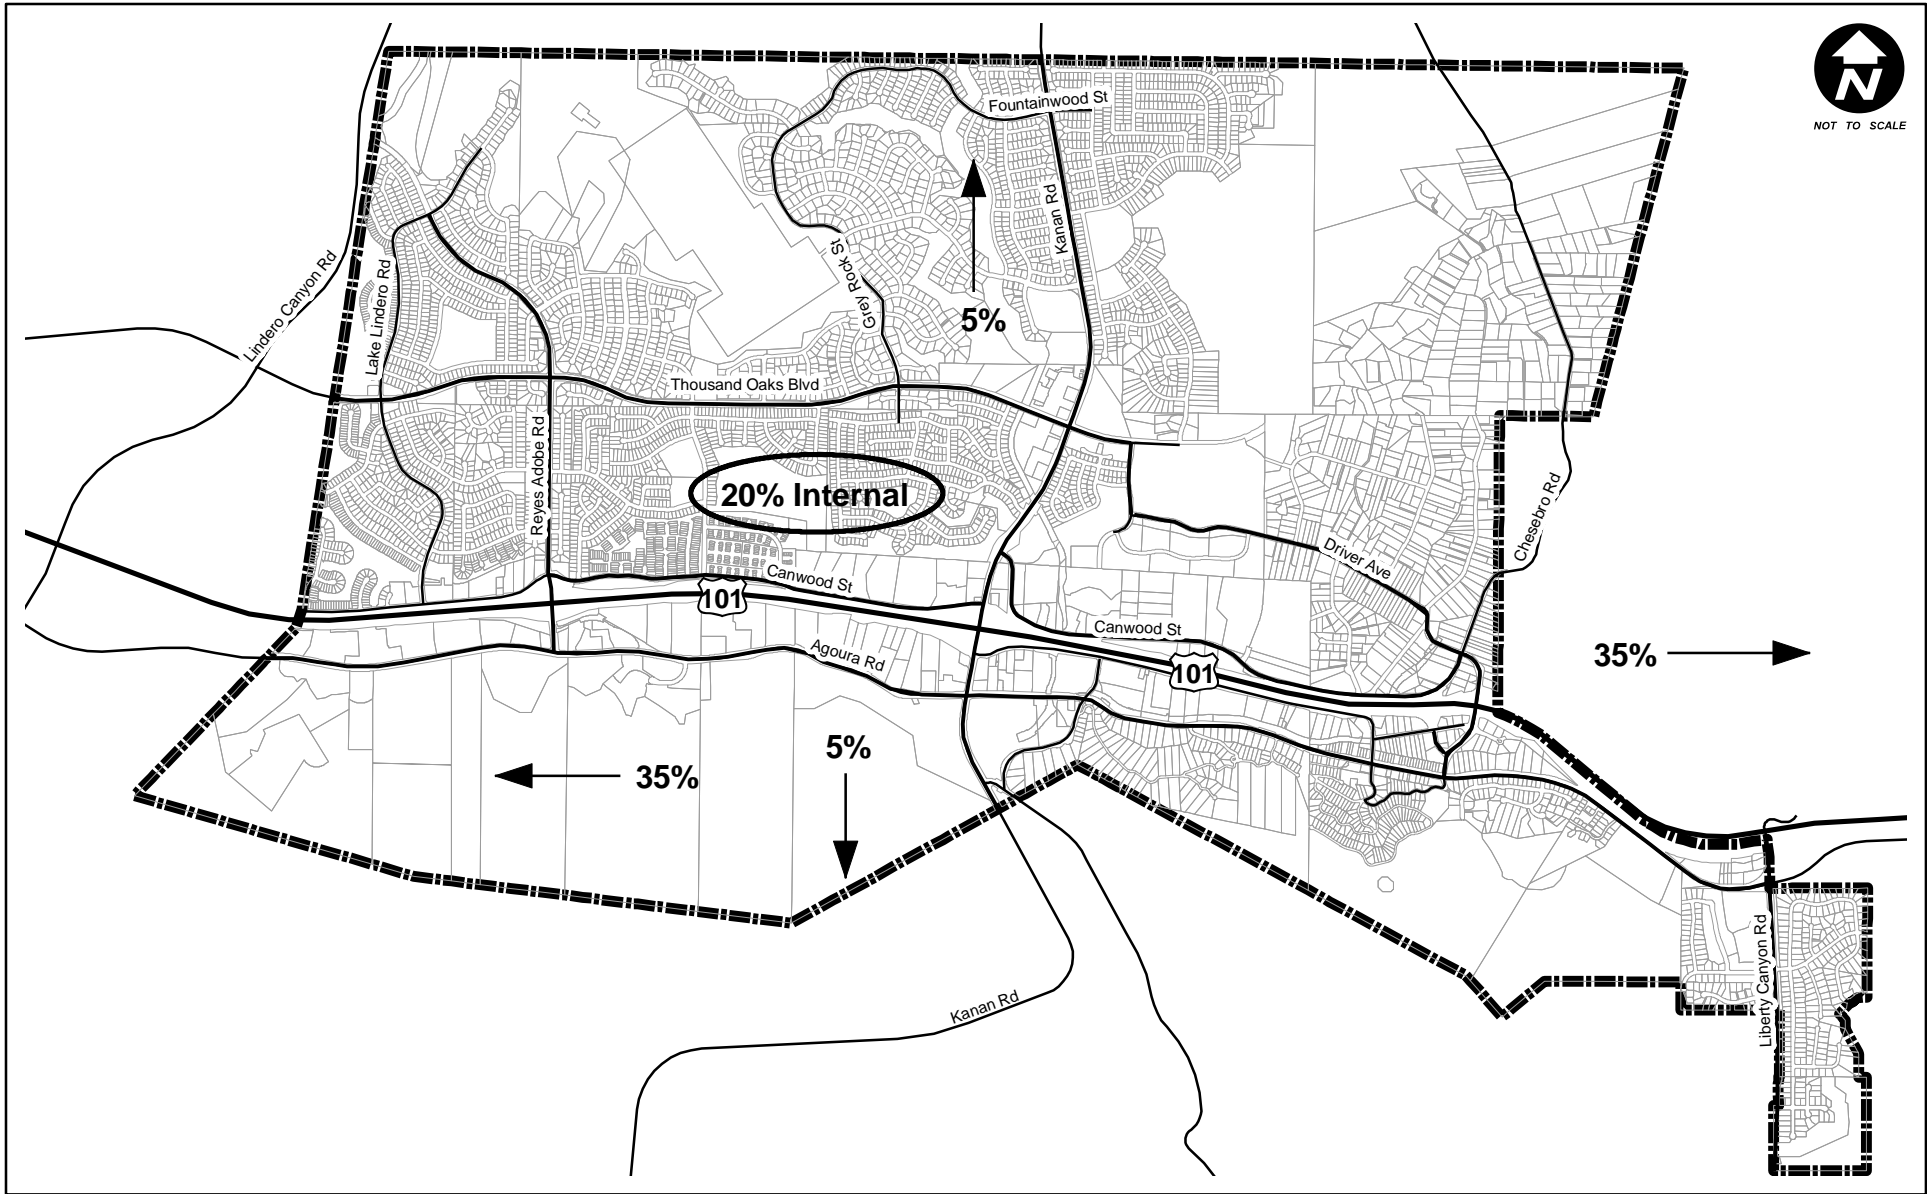 N
NOT TO SCALE
Fountainwood St
Kanan Rd
Grey Rock St
Lindero Canyon Rd
Lake Lindero Rd
5%
Thousand Oaks Blvd
Reyes Adobe Rd
20% Internal
Chesebro Rd
Driver Ave
Canwood St
101
Canwood St
Agoura Rd
101
35%
5%
35%
Liberty Canyon Rd
Kanan Rd